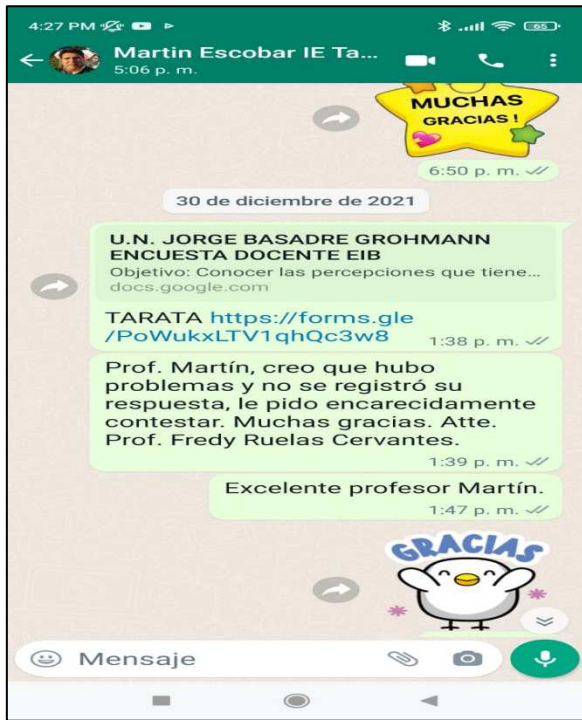 4:27 PM
65
Martin Escobar IE Ta...
5:06 p. m.
MUCHAS
GRACIAS !
6:50 p. m.
30 de diciembre de 2021
U.N. JORGE BASADRE GROHMANN
ENCUESTA DOCENTE EIB
Objetivo: Conocer las percepciones que tiene...
docs.google.com
TARATA https://forms.gle
/PoWukxLTV1qhQc3w8
1:38 p. m.
Prof. Martín, creo que hubo
problemas y no se registró su
respuesta, le pido encarecidamente
contestar. Muchas gracias. Atte.
Prof. Fredy Ruelas Cervantes.
1:39 p. m.
Excelente profesor Martín.
1:47 p. m.
GRACIAS
Mensaje